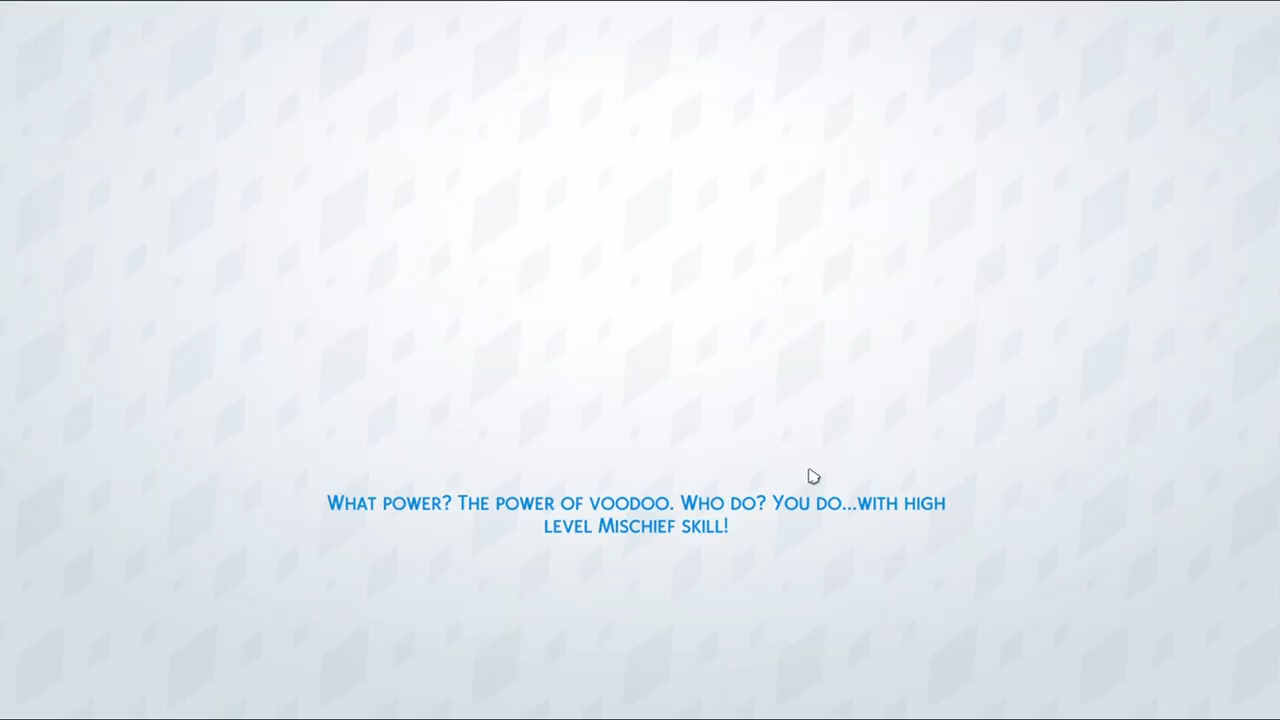 What power? The power of voodoo. Who do? You do...with high
level Mischief skill!